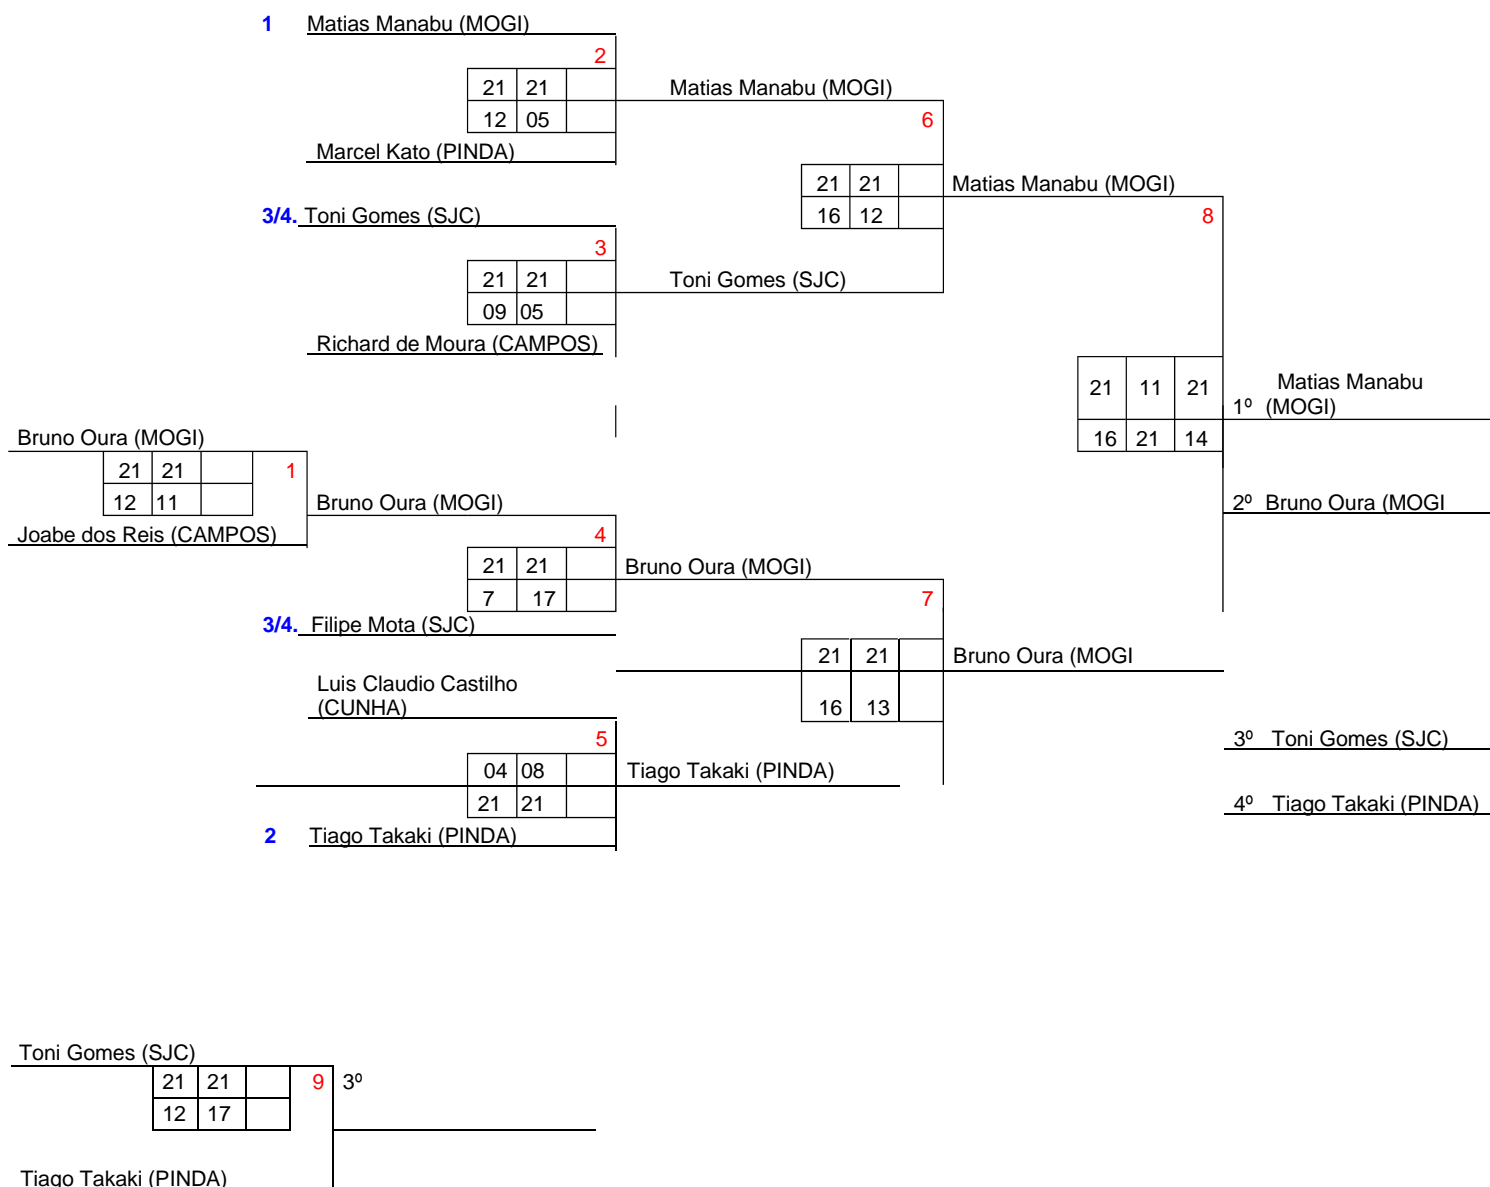 1 Matias Manabu (MOGI)
2
21 21 Matias Manabu (MOGI)
12 05 6
Marcel Kato (PINDA)
21 21 Matias Manabu (MOGI)
3/4. Toni Gomes (SJC) 16 12 8
3
21 21 Toni Gomes (SJC)
09 05
Richard de Moura (CAMPOS)
21 11 21 Matias Manabu
1º (MOGI)
Bruno Oura (MOGI) 16 21 14
21 21 1
12 11 Bruno Oura (MOGI) 2º Bruno Oura (MOGI
Joabe dos Reis (CAMPOS) 4
21 21 Bruno Oura (MOGI)
7 17 7
3/4. Filipe Mota (SJC)
21 21 Bruno Oura (MOGI
Luis Claudio Castilho
(CUNHA) 16 13
5 3º Toni Gomes (SJC)
04 08 Tiago Takaki (PINDA)
21 21 4º Tiago Takaki (PINDA)
2 Tiago Takaki (PINDA)
Toni Gomes (SJC)
21 21 9 3º
12 17
Tiago Takaki (PINDA)